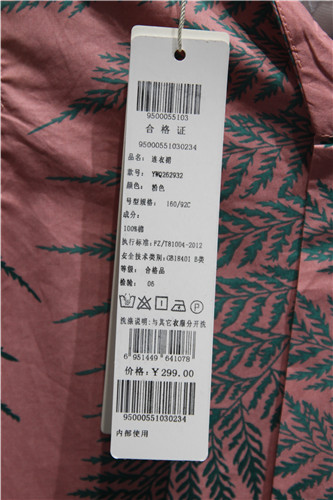 9500055103
合格证
95000551030234
品名：连衣裙
款号：YWQ262932
颜色：粉色
号型规格：160/92C
成分：
100%棉
执行标准：FZ/T81004-2012
安全技术类别：GB18401 B类
等级：合格品
检验：06
洗涤说明：与其它衣服分开洗
6 951449 641078
价格：￥299.00
95000551030234
内部使用